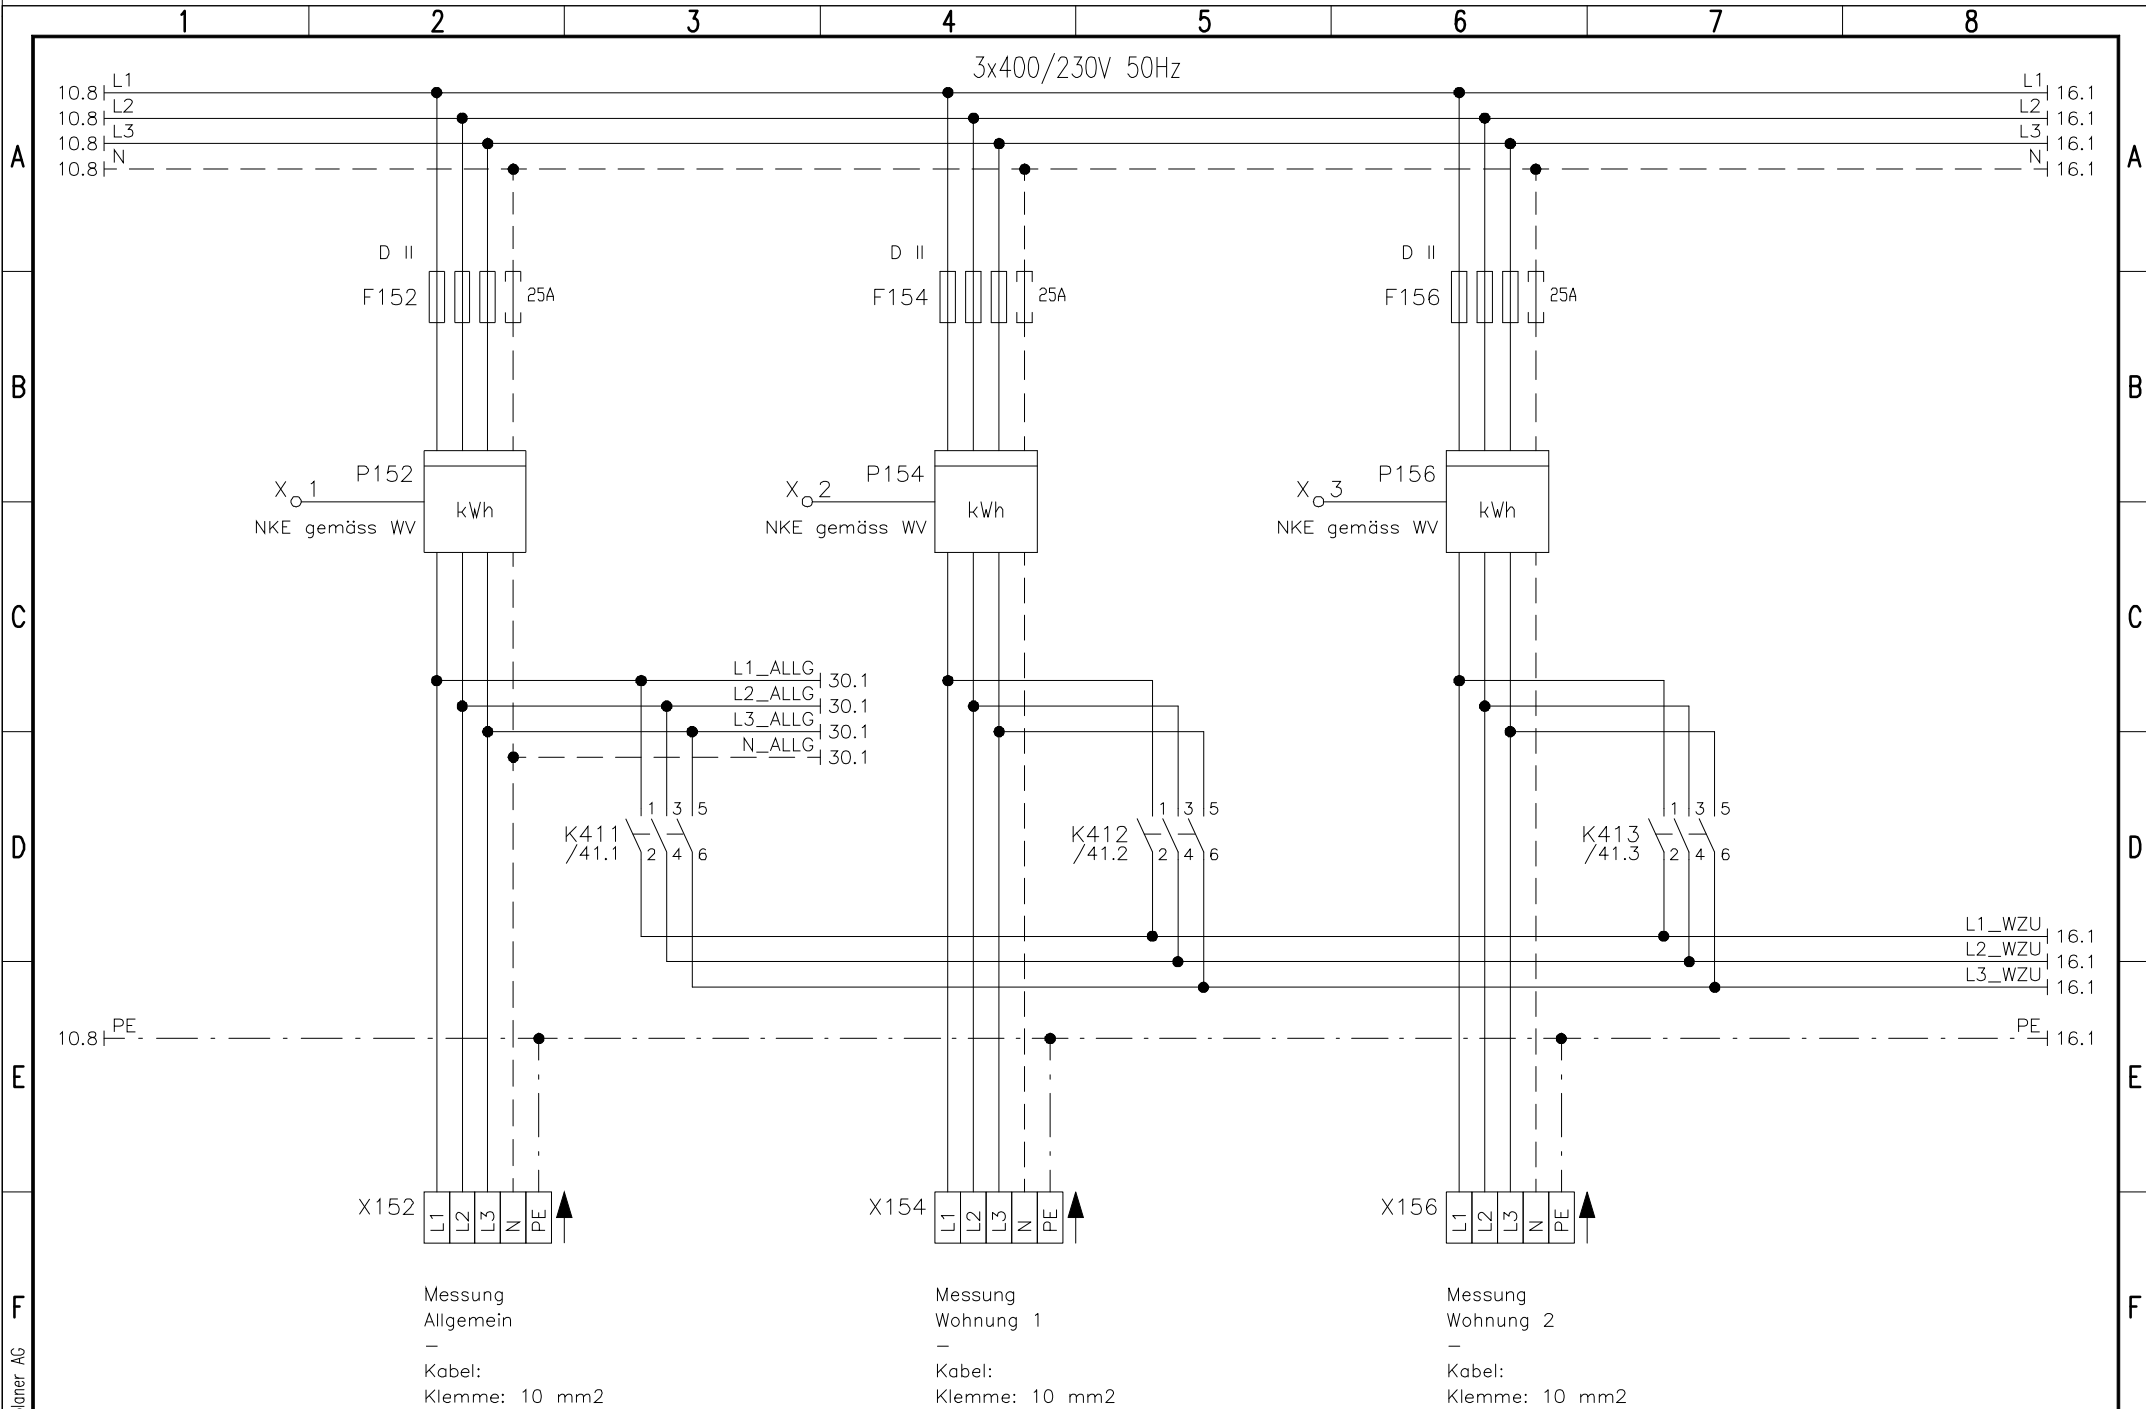 1 2 3 4 5 6 7 8
3x400/230V 50Hz
10.8 L1 L1 16.1
10.8 L2 L2 16.1
10.8 L3 L3 16.1
10.8 N N 16.1
A A
D II D II D II
F152 25A F154 25A F156 25A
B B
P152 P154 P156
X 1 X 2 X 3
kWh kWh kWh
NKE gemäss WV NKE gemäss WV NKE gemäss WV
C C
L1_ALLG 30.1
L2_ALLG 30.1
L3_ALLG 30.1
N_ALLG 30.1
1 3 5 1 3 5 1 3 5
K411 K412 K413
/41.1 2 4 6 /41.2 2 4 6 /41.3 2 4 6
D D
L1_WZU 16.1
L2_WZU 16.1
L3_WZU 16.1
10.8 PE PE 16.1
E E
X152 L1 L2 L3 N PE X154 L1 L2 L3 N PE X156 L1 L2 L3 N PE
Messung Messung Messung
F F
Allgemein Wohnung 1 Wohnung 2
– – –
Kabel: Kabel: Kabel:
Klemme: 10 mm2 Klemme: 10 mm2 Klemme: 10 mm2
AG